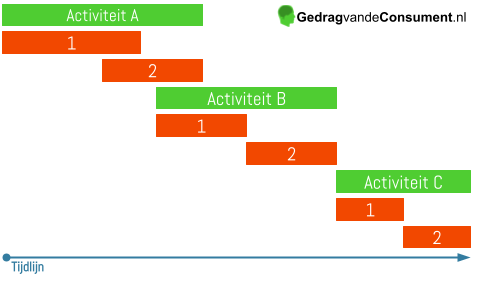 Activiteit A
GedragvandeConsument.nl
1
2
Activiteit B
1
2
Activiteit C
1
2
Tijdlijn